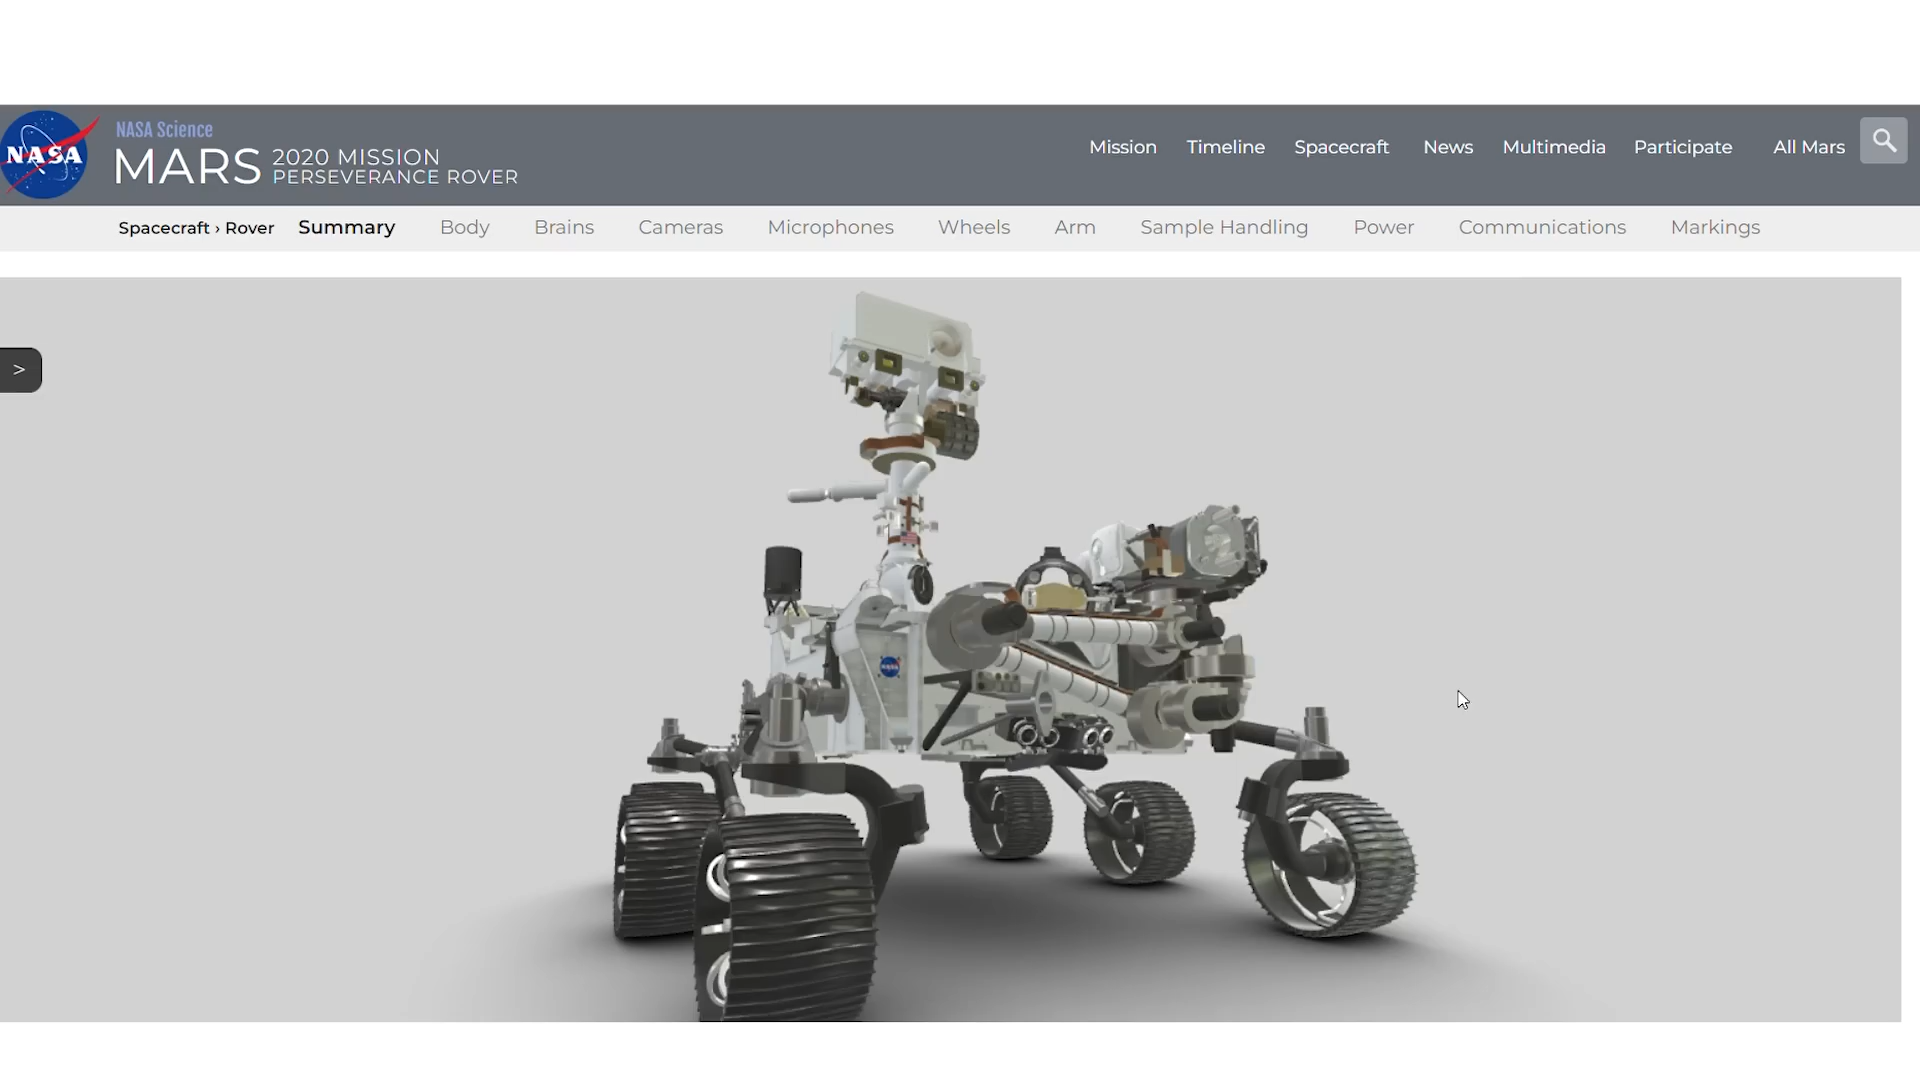 NASA
NASA Science
MARS 2020 MISSION
PERSEVERANCE ROVER
Mission Timeline Spacecraft News Multimedia Participate All Mars
Spacecraft › Rover Summary Body Brains Cameras Microphones Wheels Arm Sample Handling Power Communications Markings
>
NASA